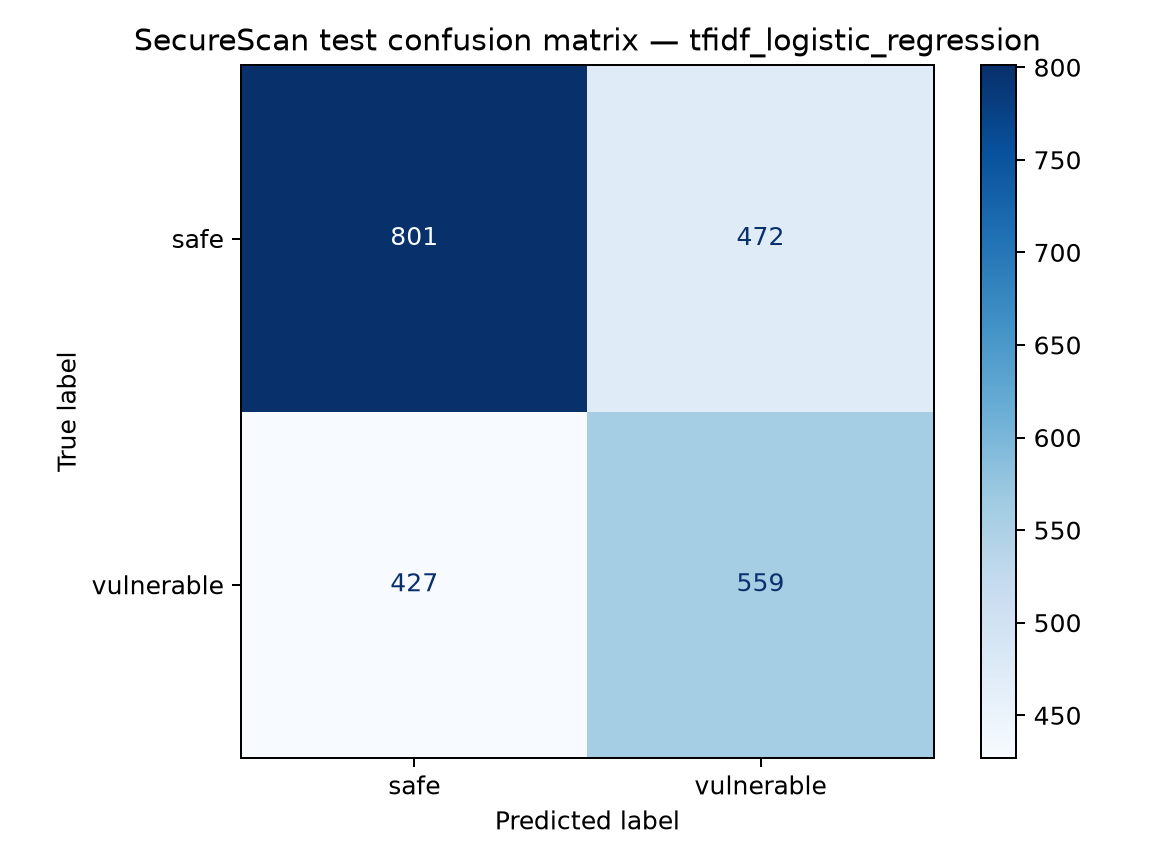 SecureScan test confusion matrix — tfidf_logistic_regression
safe
801
472
vulnerable
427
559
safe
vulnerable
Predicted label
True label
800
750
700
650
600
550
500
450